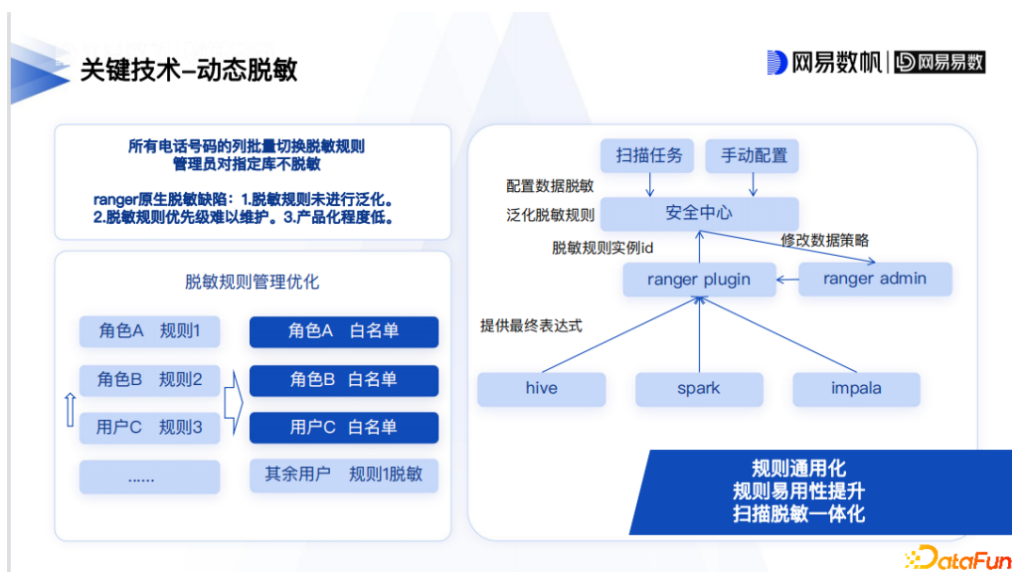 关键技术-动态脱敏
网易数帆
网易易数
所有电话号码的列批量切换脱敏规则
管理员对指定库不脱敏
ranger原生脱敏缺陷：1.脱敏规则未进行泛化。
2.脱敏规则优先级难以维护。3.产品化程度低。
脱敏规则管理优化
角色A 规则1
角色A 白名单
角色B 规则2
角色B 白名单
用户C 规则3
用户C 白名单
......
其余用户 规则1脱敏
扫描任务
手动配置
配置数据脱敏
泛化脱敏规则
安全中心
脱敏规则实例id
修改数据策略
ranger plugin
ranger admin
提供最终表达式
hive
spark
impala
规则通用化
规则易用性提升
扫描脱敏一体化
DataFun